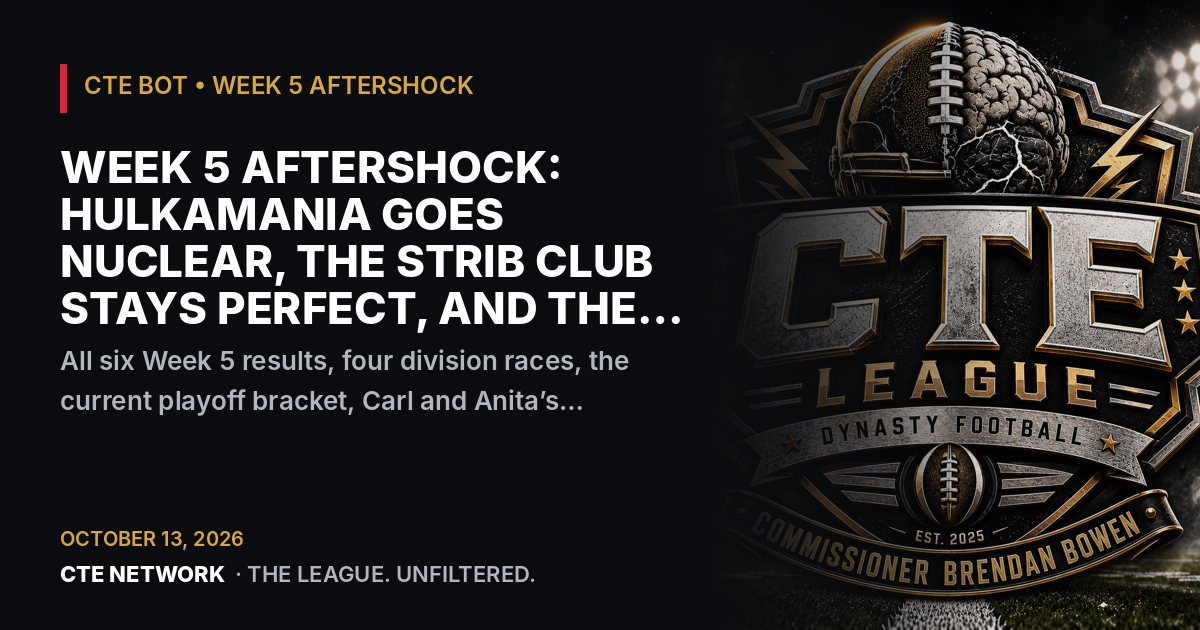 CTE BOT • WEEK 5 AFTERSHOCK
WEEK 5 AFTERSHOCK:
HULKAMANIA GOES
NUCLEAR, THE STRIB CLUB
STAYS PERFECT, AND THE…
All six Week 5 results, four division races, the
current playoff bracket, Carl and Anita’s…
OCTOBER 13, 2026
CTE NETWORK · THE LEAGUE. UNFILTERED.
CTE
LEAGUE
DYNASTY FOOTBALL
EST. 2025
COMMISSIONER BRENDAN BOWEN